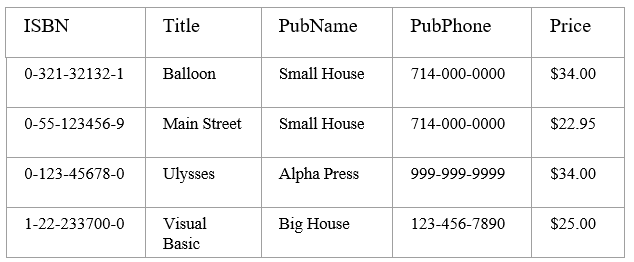 ISBN Title PubName PubPhone Price
0-321-32132-1 Balloon Small House 714-000-0000 $34.00
0-55-123456-9 Main Street Small House 714-000-0000 $22.95
0-123-45678-0 Ulysses Alpha Press 999-999-9999 $34.00
1-22-233700-0 Visual Big House 123-456-7890 $25.00
Basic